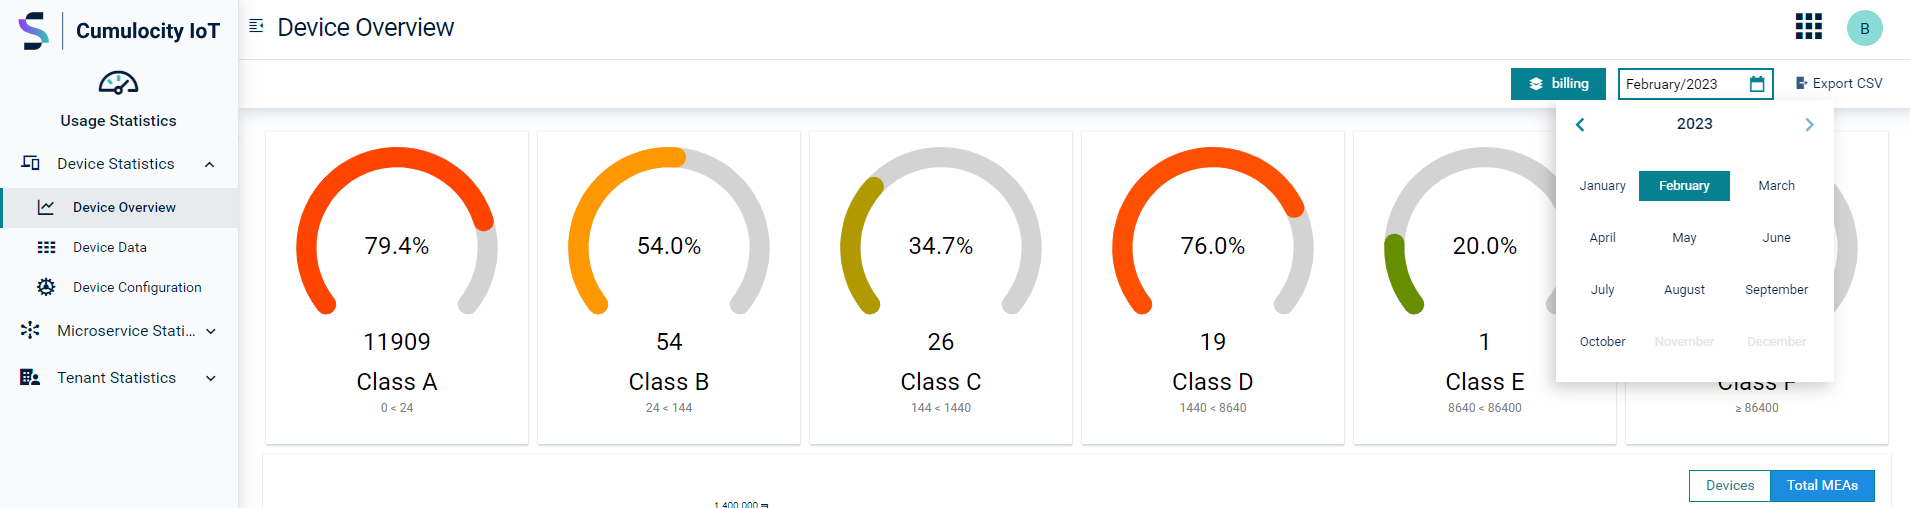 Cumulocity IoT
Device Overview
B
Usage Statistics
Device Statistics
Device Overview
Device Data
Device Configuration
Microservice Stati...
Tenant Statistics
billing
February/2023
Export CSV
2023
January February March
April May June
July August September
October November December
79.4%
11909
Class A
0 < 24
54.0%
54
Class B
24 < 144
34.7%
26
Class C
144 < 1440
76.0%
19
Class D
1440 < 8640
20.0%
1
Class E
8640 < 86400
Class F
≥ 86400
Devices
Total MEAs
1,400,000